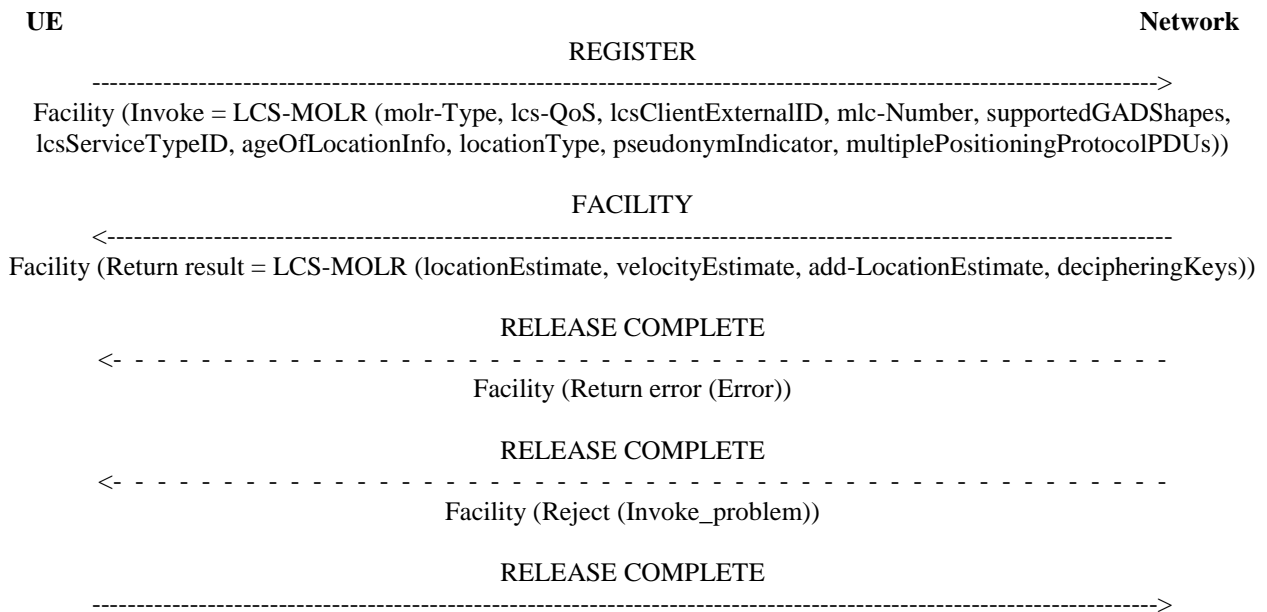 UE Network
REGISTER
------------------------------------------------------------------------------------------------------------------------>
Facility (Invoke = LCS-MOLR (molr-Type, lcs-QoS, lcsClientExternalID, mlc-Number, supportedGADShapes,
lcsServiceTypeID, ageOfLocationInfo, locationType, pseudonymIndicator, multiplePositioningProtocolPDUs))
FACILITY
<------------------------------------------------------------------------------------------------------------------------
Facility (Return result = LCS-MOLR (locationEstimate, velocityEstimate, add-LocationEstimate, decipheringKeys))
RELEASE COMPLETE
<- - - - - - - - - - - - - - - - - - - - - - - - - - - - - - - - - - - - - - - - - - - - - - - - -
Facility (Return error (Error))
RELEASE COMPLETE
<- - - - - - - - - - - - - - - - - - - - - - - - - - - - - - - - - - - - - - - - - - - - - - - - -
Facility (Reject (Invoke_problem))
RELEASE COMPLETE
------------------------------------------------------------------------------------------------------------------------>